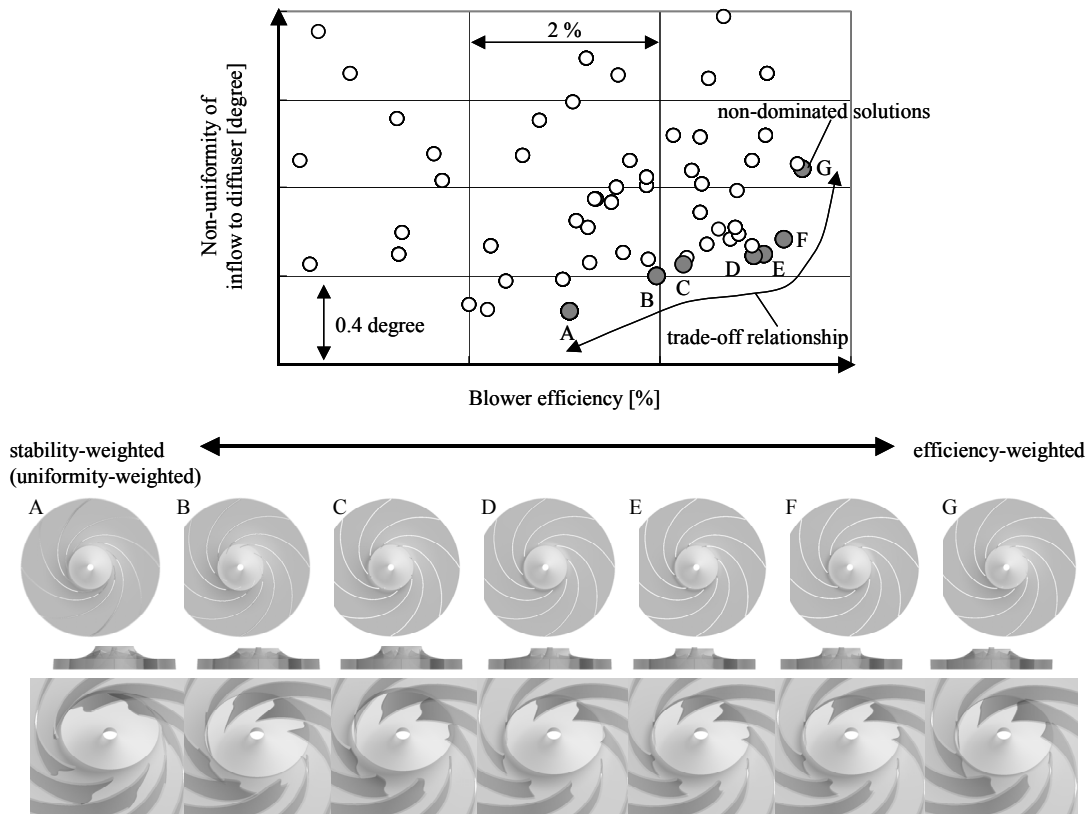 2 %
Non-uniformity of
inflow to diffuser [degree]
non-dominated solutions
G
F
D
E
C
B
0.4 degree
A
trade-off relationship
Blower efficiency [%]
stability-weighted
(uniformity-weighted)
efficiency-weighted
A B C D E F G